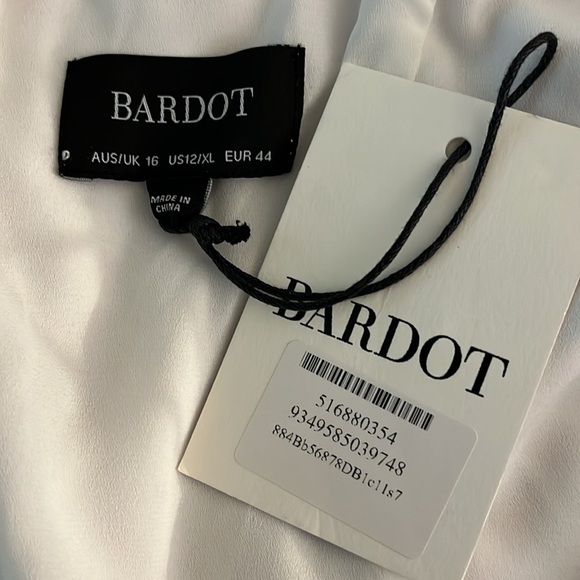 BARDOT
AUS/UK 16 US12/XL EUR 44
MADE IN
CHINA
BARDOT
516880354
9349585039748
884Bb56878DB1c11s7